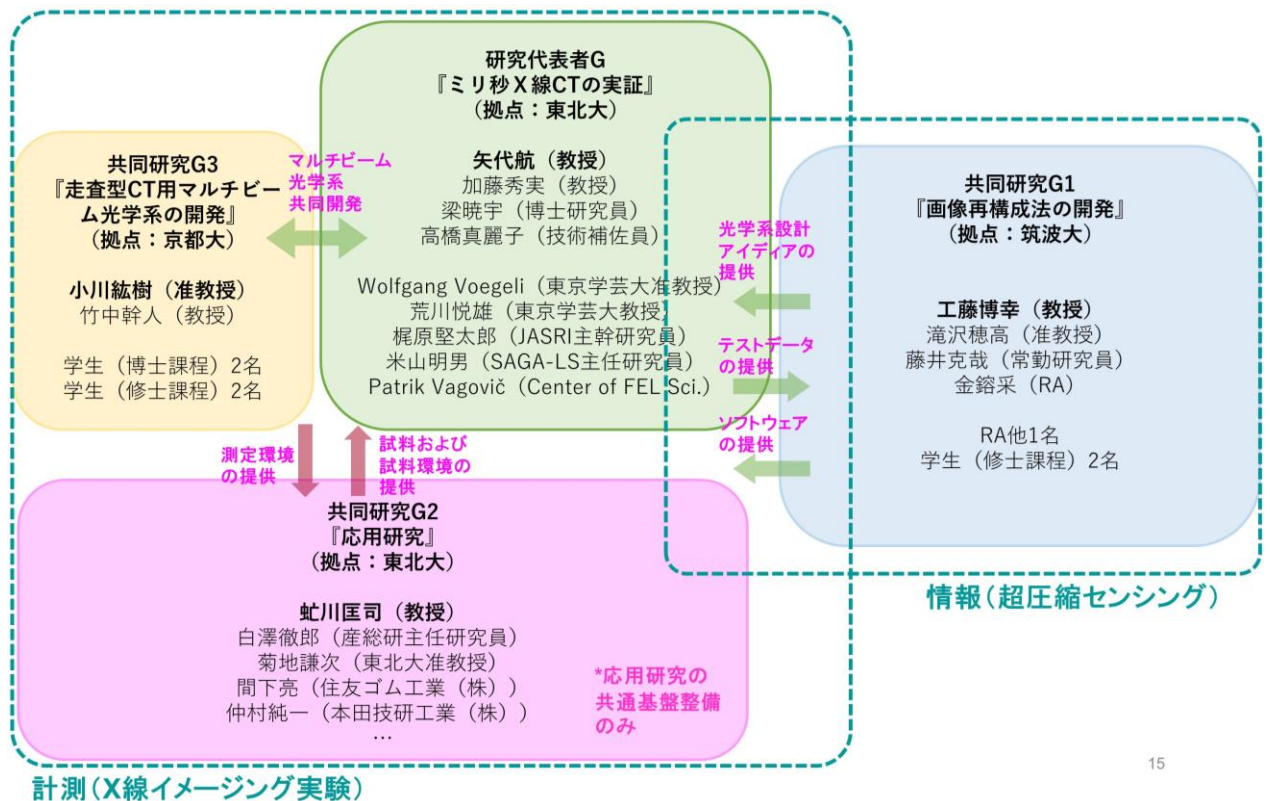 研究代表者G
『ミリ秒X線CTの実証』
(拠点：東北大)
矢代航（教授）
加藤秀実（教授）
梁暁宇（博士研究員）
高橋真麗子（技術補佐員）
Wolfgang Voegeli（東京学芸大准教授）
荒川悦雄（東京学芸大教授）
梶原堅太郎（JASRI主幹研究員）
米山明男（SAGA-LS主任研究員）
Patrik Vagovič（Center of FEL Sci.）
共同研究G3
『走査型CT用マルチビー
ム光学系の開発』
(拠点：京都大)
小川紘樹（准教授）
竹中幹人（教授）
学生（博士課程）2名
学生（修士課程）2名
マルチビーム
光学系
共同開発
共同研究G1
『画像再構成法の開発』
(拠点：筑波大)
工藤博幸（教授）
滝沢穂高（准教授）
藤井克哉（常勤研究員）
金鎔采（RA）
RA他1名
学生（修士課程）2名
光学系設計
アイディアの
提供
テストデータ
の提供
ソフトウェア
の提供
測定環境
の提供
試料および
試料環境の
提供
共同研究G2
『応用研究』
（拠点：東北大）
虻川匡司（教授）
白澤徹郎（産総研主任研究員）
菊地謙次（東北大准教授）
間下亮（住友ゴム工業（株））
仲村純一（本田技研工業（株））
…
*応用研究の
共通基盤整備
のみ
情報（超圧縮センシング）
計測（X線イメージング実験）
15